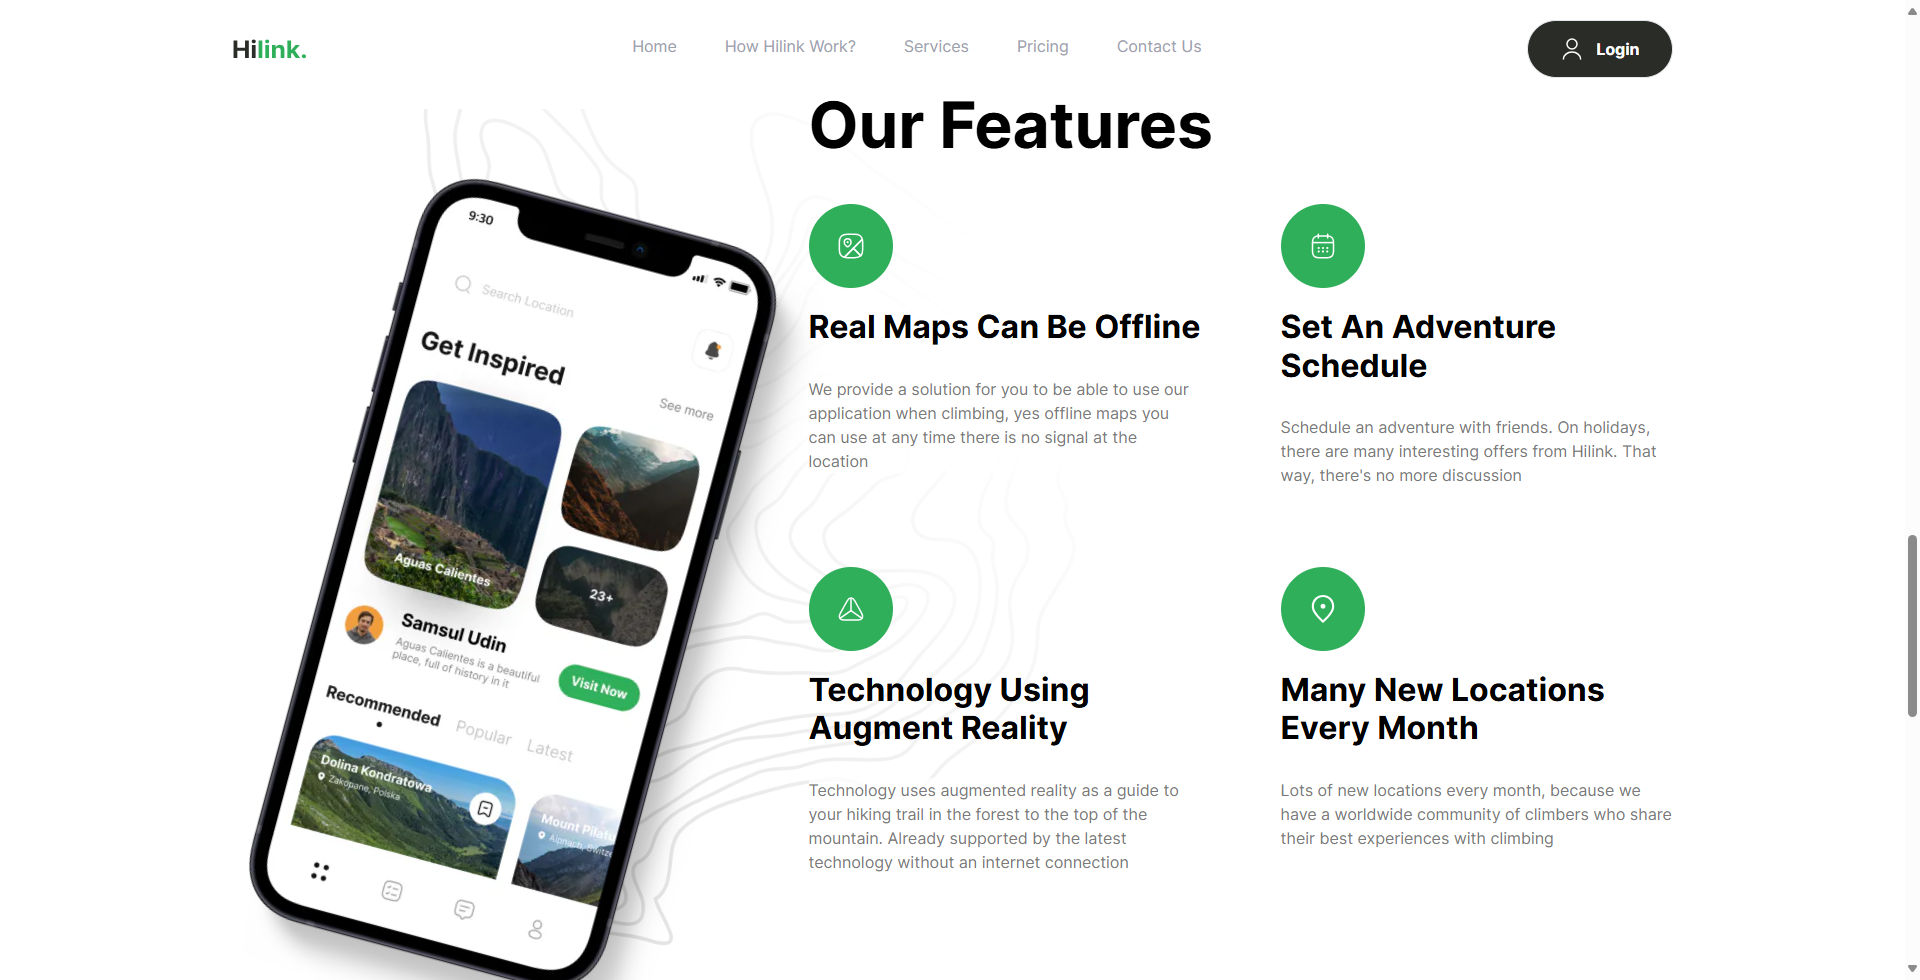 Hilink.
Home
How Hilink Work?
Services
Pricing
Contact Us
Login
Our Features
9:30
Search Location
Get Inspired
See more
Aguas Calientes
23+
Samsul Udin
Aguas Calientes is a beautiful
place, full of history in it
Visit Now
Recommended
Popular
Latest
Dolina Kondratowa
Zakopane, Polska
Mount Pilatu
Alpnach, Switze
Real Maps Can Be Offline
We provide a solution for you to be able to use our
application when climbing, yes offline maps you
can use at any time there is no signal at the
location
Set An Adventure
Schedule
Schedule an adventure with friends. On holidays,
there are many interesting offers from Hilink. That
way, there's no more discussion
Technology Using
Augment Reality
Technology uses augmented reality as a guide to
your hiking trail in the forest to the top of the
mountain. Already supported by the latest
technology without an internet connection
Many New Locations
Every Month
Lots of new locations every month, because we
have a worldwide community of climbers who share
their best experiences with climbing